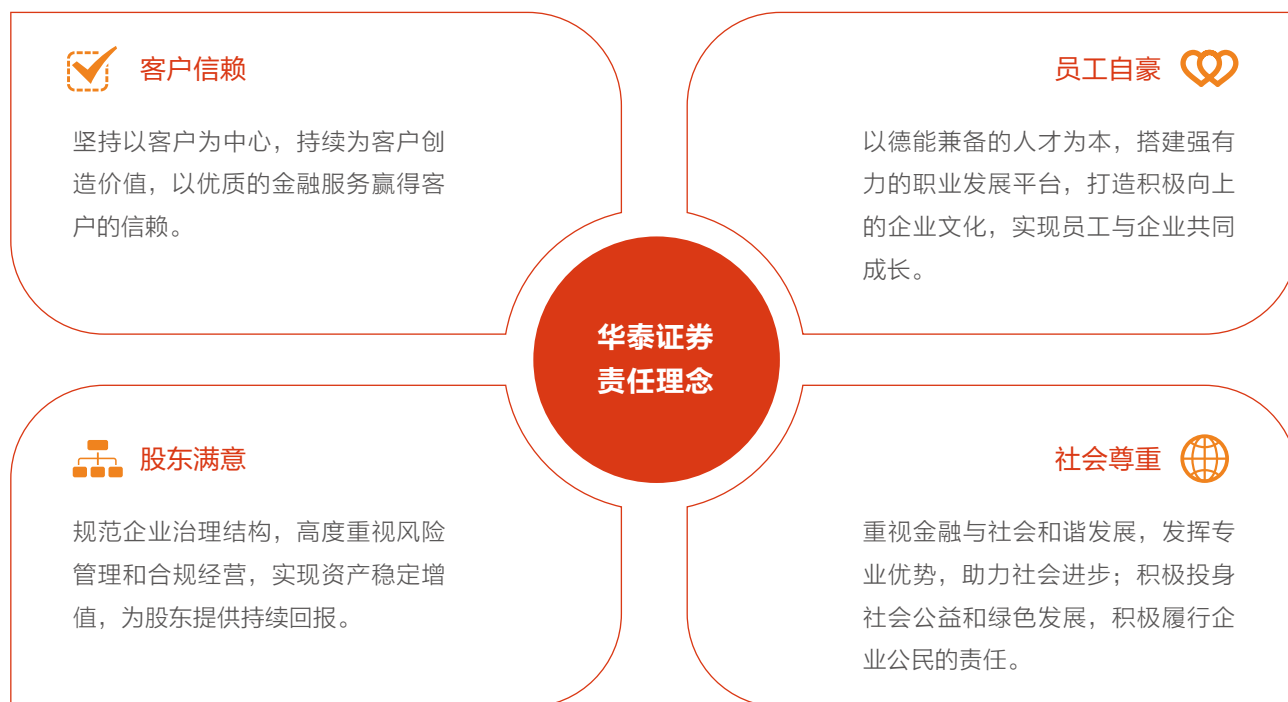 客户信赖
坚持以客户为中心，持续为客户创
造价值，以优质的金融服务赢得客
户的信赖。
员工自豪
以德能兼备的人才为本，搭建强有
力的职业发展平台，打造积极向上
的企业文化，实现员工与企业共同
成长。
华泰证券
责任理念
股东满意
规范企业治理结构，高度重视风险
管理和合规经营，实现资产稳定增
值，为股东提供持续回报。
社会尊重
重视金融与社会和谐发展，发挥专
业优势，助力社会进步；积极投身
社会公益和绿色发展，积极履行企
业公民的责任。